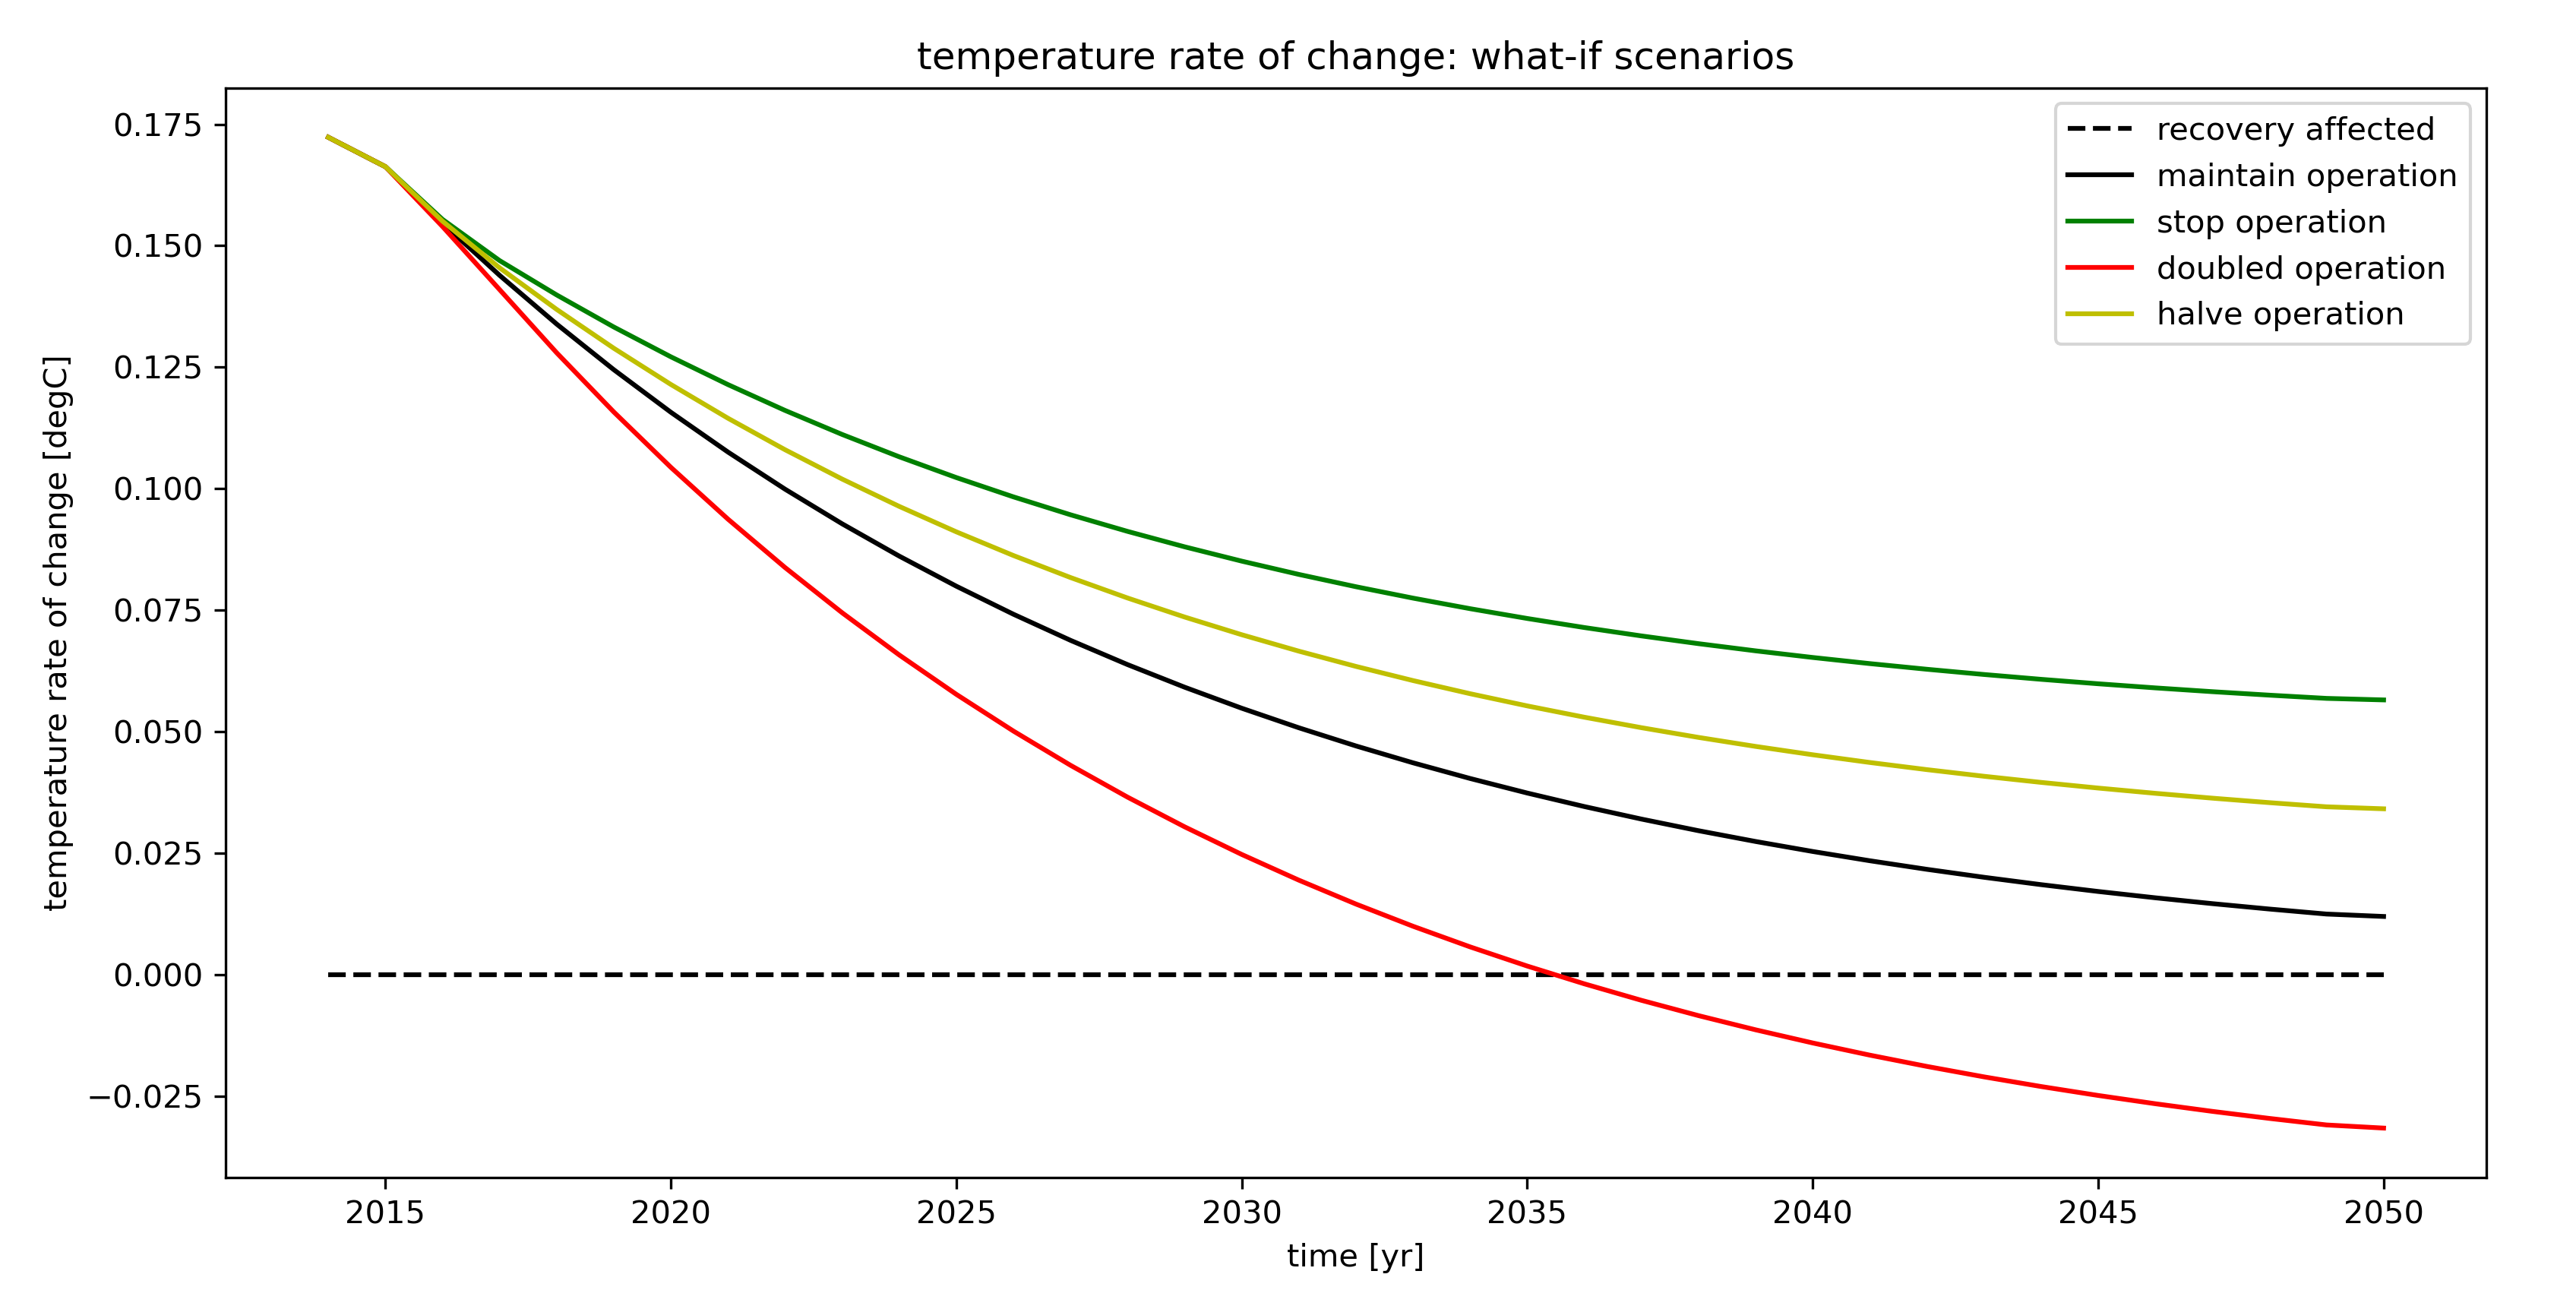 temperature rate of change: what-if scenarios
temperature rate of change [degC]
0.175
0.150
0.125
0.100
0.075
0.050
0.025
0.000
−0.025
recovery affected
maintain operation
stop operation
doubled operation
halve operation
2015 2020 2025 2030 2035 2040 2045 2050
time [yr]